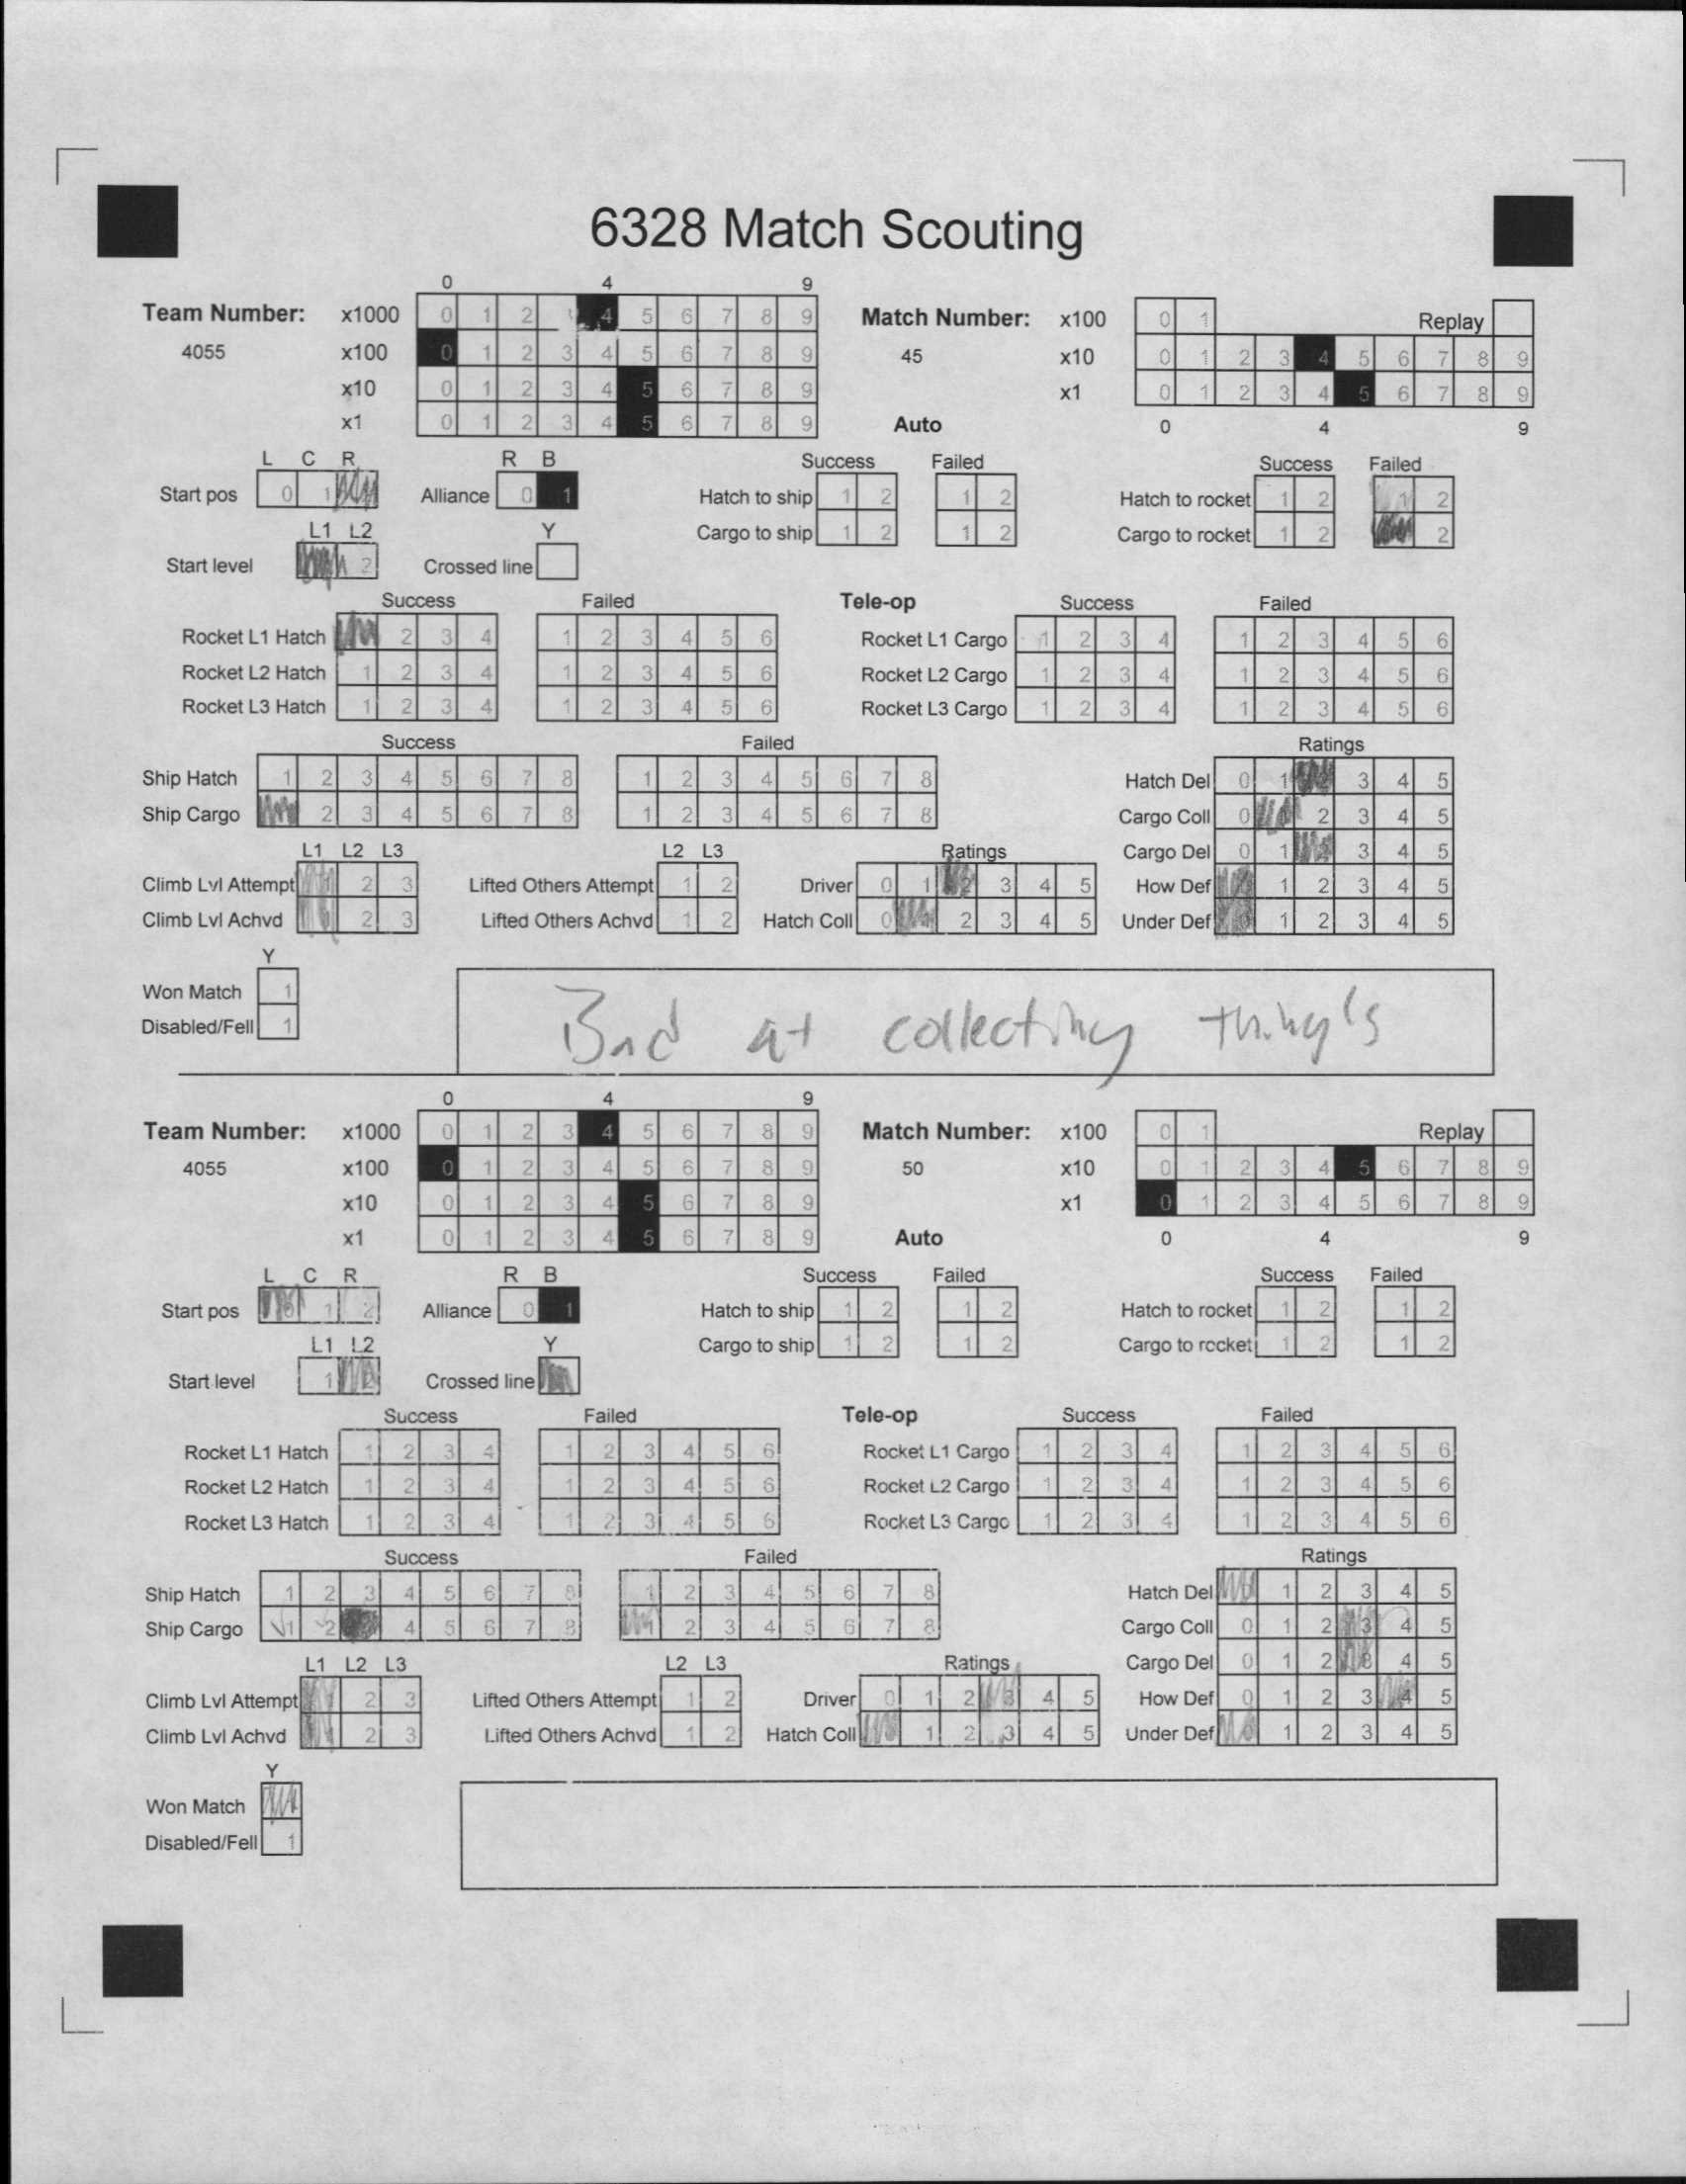 6328 Match Scouting
0 4 9
Team Number: x1000 0 1 2 4 5 6 7 8 9 Match Number: x100 0 1 Replay
4055 x100 0 1 2 3 4 5 6 7 8 9 45 x10 0 1 2 3 4 5 6 7 8 9
x10 0 1 2 3 4 5 6 7 8 9 x1 0 1 2 3 4 5 6 7 8 9
x1 0 1 2 3 4 5 6 7 8 9 Auto 0 4 9
L C R R B Success Failed Success Failed
Start pos 0 1 Alliance 0 1 Hatch to ship 1 2 1 2 Hatch to rocket 1 2 1 2
L1 L2 Y Cargo to ship 1 2 1 2 Cargo to rocket 1 2 2
Start level 2 Crossed line
Success Failed Tele-op Success Failed
Rocket L1 Hatch 2 3 4 1 2 3 4 5 6 Rocket L1 Cargo 1 2 3 4 1 2 3 4 5 6
Rocket L2 Hatch 1 2 3 4 1 2 3 4 5 6 Rocket L2 Cargo 1 2 3 4 1 2 3 4 5 6
Rocket L3 Hatch 1 2 3 4 1 2 3 4 5 6 Rocket L3 Cargo 1 2 3 4 1 2 3 4 5 6
Success Failed Ratings
Ship Hatch 1 2 3 4 5 6 7 8 1 2 3 4 5 6 7 8 Hatch Del 0 1 3 4 5
Ship Cargo 2 3 4 5 6 7 8 1 2 3 4 5 6 7 8 Cargo Coll 0 2 3 4 5
L1 L2 L3 L2 L3 Ratings Cargo Del 0 1 3 4 5
Climb Lvl Attempt 1 2 3 Lifted Others Attempt 1 2 Driver 0 1 2 3 4 5 How Def 1 2 3 4 5
Climb Lvl Achvd 2 3 Lifted Others Achvd 1 2 Hatch Coll 0 2 3 4 5 Under Def 1 2 3 4 5
Y
Won Match 1
Disabled/Fell 1
Bad at collecting thing's
0 4 9
Team Number: x1000 0 1 2 3 4 5 6 7 8 9 Match Number: x100 0 1 Replay
4055 x100 0 1 2 3 4 5 6 7 8 9 50 x10 0 1 2 3 4 5 6 7 8 9
x10 0 1 2 3 4 5 6 7 8 9 x1 0 1 2 3 4 5 6 7 8 9
x1 0 1 2 3 4 5 6 7 8 9 Auto 0 4 9
L C R R B Success Failed Success Failed
Start pos 0 1 2 Alliance 0 1 Hatch to ship 1 2 1 2 Hatch to rocket 1 2 1 2
L1 L2 Y Cargo to ship 1 2 1 2 Cargo to rocket 1 2 1 2
Start level 1 2 Crossed line
Success Failed Tele-op Success Failed
Rocket L1 Hatch 1 2 3 4 1 2 3 4 5 6 Rocket L1 Cargo 1 2 3 4 1 2 3 4 5 6
Rocket L2 Hatch 1 2 3 4 1 2 3 4 5 6 Rocket L2 Cargo 1 2 3 4 1 2 3 4 5 6
Rocket L3 Hatch 1 2 3 4 1 2 3 4 5 6 Rocket L3 Cargo 1 2 3 4 1 2 3 4 5 6
Success Failed Ratings
Ship Hatch 1 2 3 4 5 6 7 8 1 2 3 4 5 6 7 8 Hatch Del 1 2 3 4 5
Ship Cargo 1 2 4 5 6 7 8 1 2 3 4 5 6 7 8 Cargo Coll 0 1 2 3 4 5
L1 L2 L3 L2 L3 Ratings Cargo Del 0 1 2 3 4 5
Climb Lvl Attempt 1 2 3 Lifted Others Attempt 1 2 Driver 0 1 2 3 4 5 How Def 0 1 2 3 4 5
Climb Lvl Achvd 1 2 3 Lifted Others Achvd 1 2 Hatch Coll 0 1 2 3 4 5 Under Def 0 1 2 3 4 5
Y
Won Match
Disabled/Fell 1